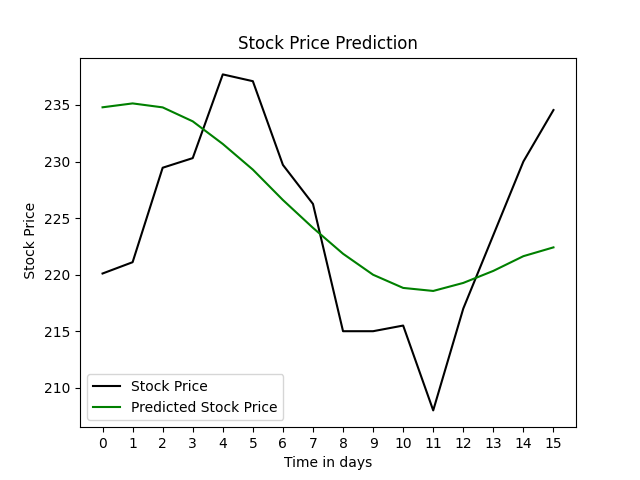 Stock Price Prediction
235
230
225
220
215
210
Stock Price
Stock Price
Predicted Stock Price
0 1 2 3 4 5 6 7 8 9 10 11 12 13 14 15
Time in days